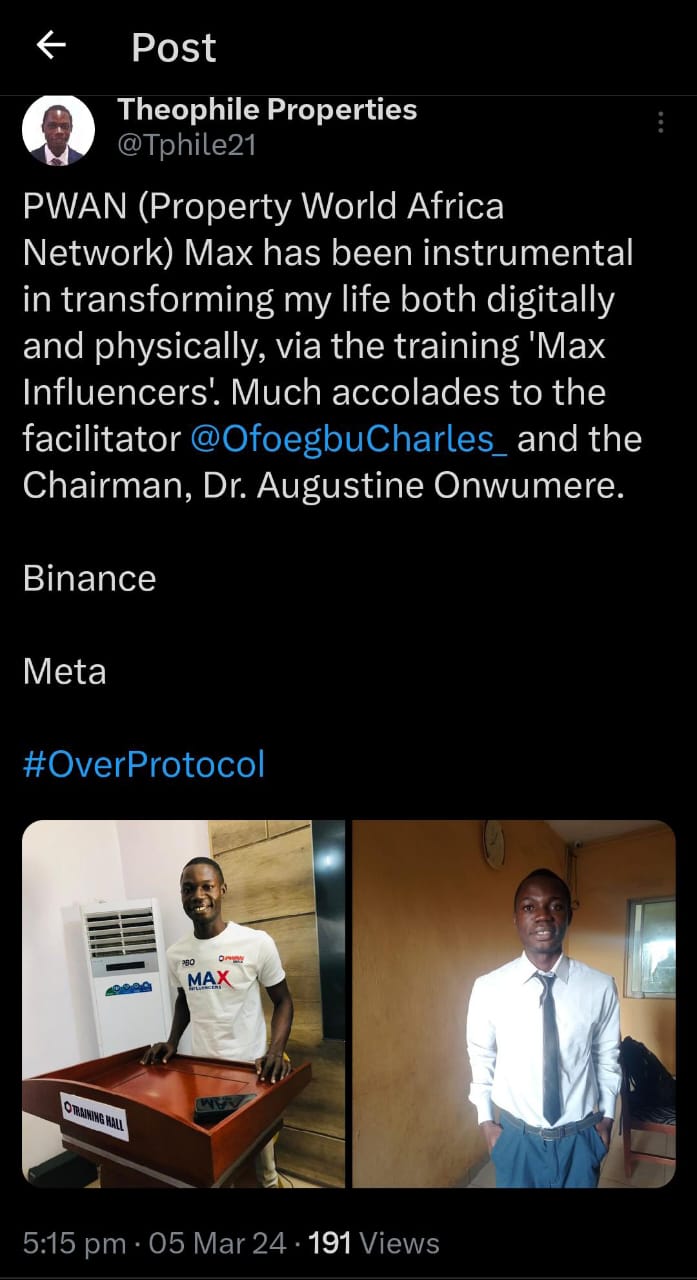 Post
Theophile Properties
@Tphile21
PWAN (Property World Africa
Network) Max has been instrumental
in transforming my life both digitally
and physically, via the training 'Max
Influencers'. Much accolades to the
facilitator @OfoegbuCharles_ and the
Chairman, Dr. Augustine Onwumere.
Binance
Meta
#OverProtocol
PBO
PWAN
MAX
INFLUENCERS
TRAINING HALL
5:15 pm · 05 Mar 24 · 191 Views